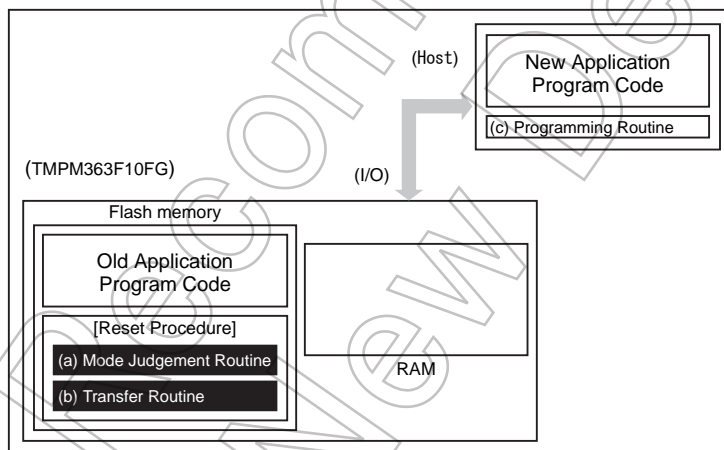 (Host)
New Application
Program Code
(c) Programming Routine
(TMPM363F10FG)
(I/O)
Flash memory
Old Application
Program Code
[Reset Procedure]
(a) Mode Judgement Routine
(b) Transfer Routine
RAM